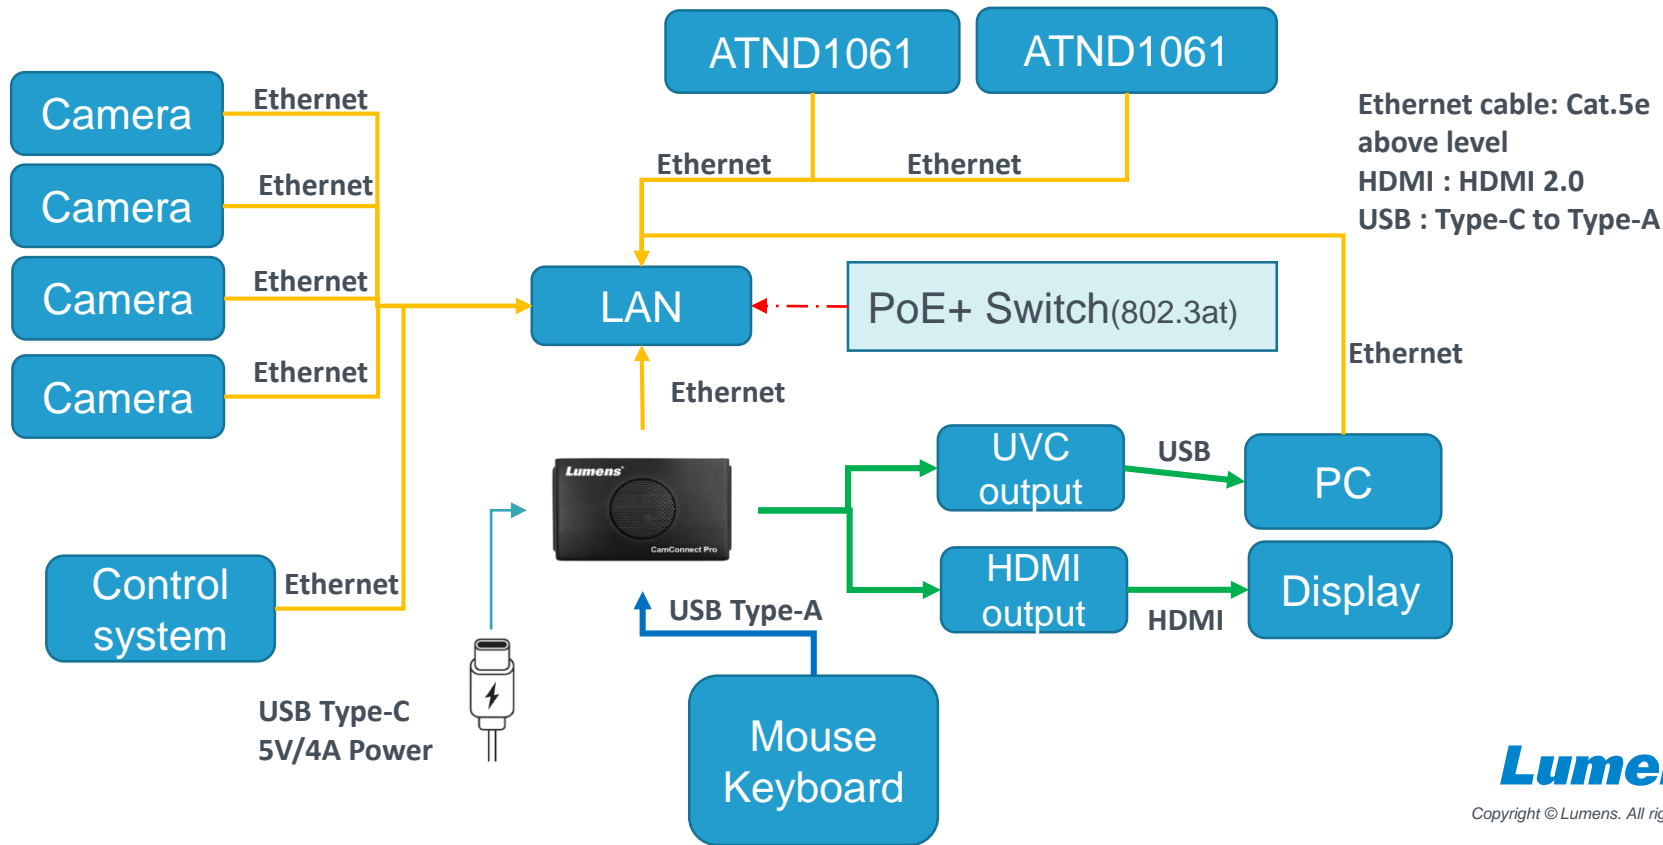 ATND1061
ATND1061
Camera
Ethernet
Camera
Ethernet
Camera
Ethernet
Camera
Ethernet
Ethernet
Ethernet
Ethernet cable: Cat.5e
above level
HDMI : HDMI 2.0
USB : Type-C to Type-A
LAN
PoE+ Switch(802.3at)
Ethernet
Ethernet
Lumens
CamConnect Pro
UVC
output
USB
PC
HDMI
output
HDMI
Display
Control
system
Ethernet
USB Type-A
USB Type-C
5V/4A Power
Mouse
Keyboard
Copyright © Lumens. All